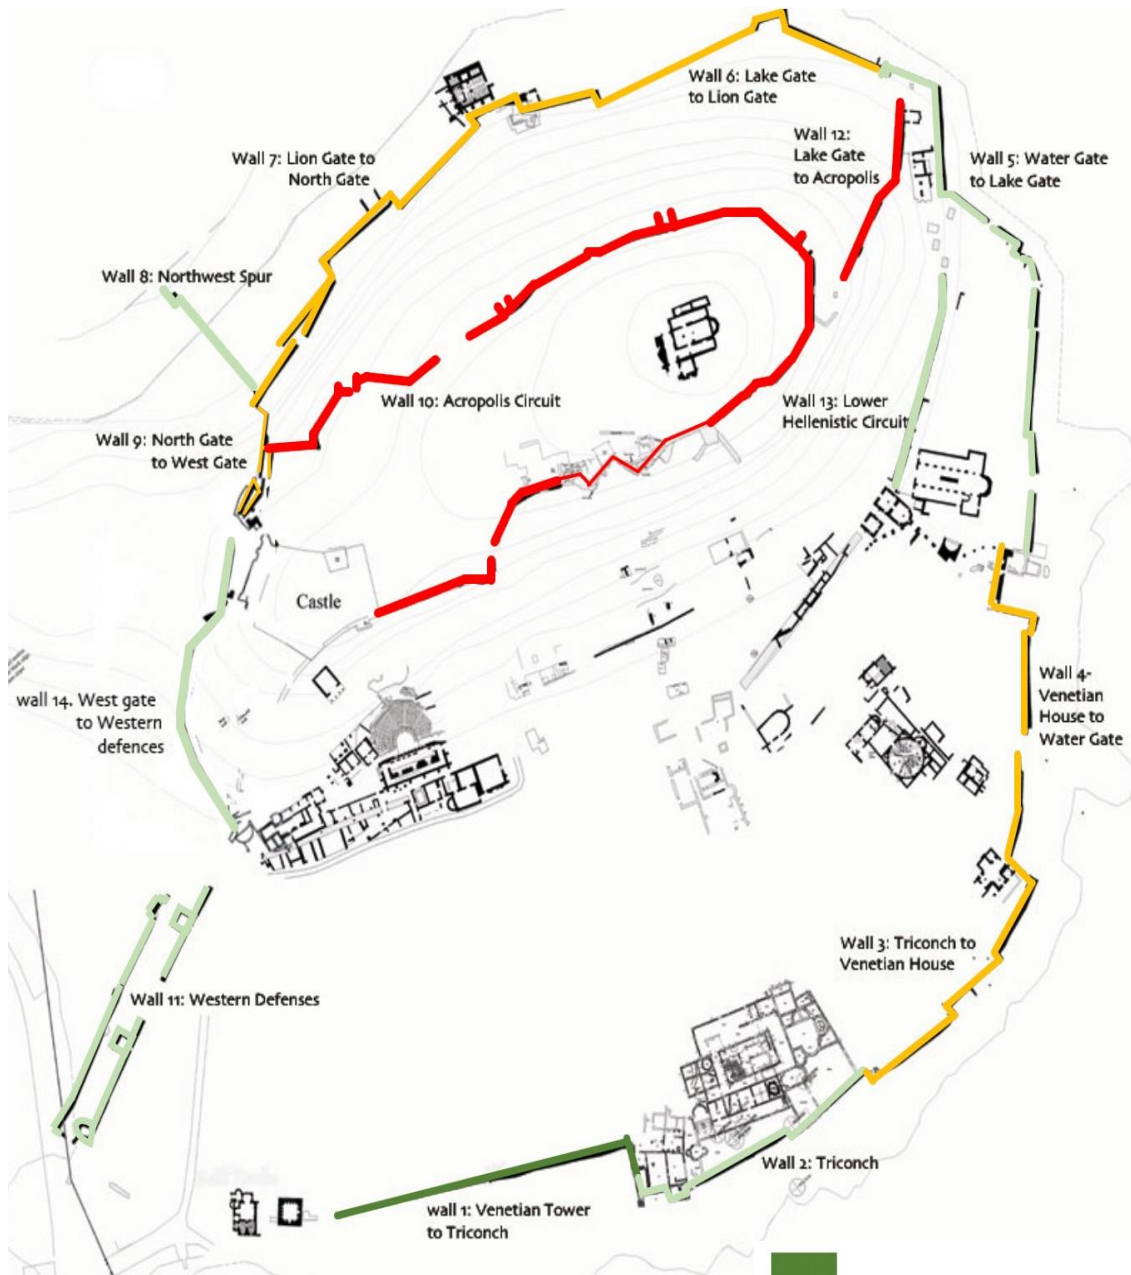 Wall 6: Lake Gate
to Lion Gate
Wall 12:
Lake Gate
to Acropolis
Wall 7: Lion Gate to
North Gate
Wall 5: Water Gate
to Lake Gate
Wall 8: Northwest Spur
Wall 10: Acropolis Circuit
Wall 13: Lower
Hellenistic Circuit
Wall 9: North Gate
to West Gate
Castle
wall 14. West gate
to Western
defences
Wall 4-
Venetian
House to
Water Gate
Wall 3: Triconch to
Venetian House
Wall 11: Western Defenses
Wall 2: Triconch
wall 1: Venetian Tower
to Triconch